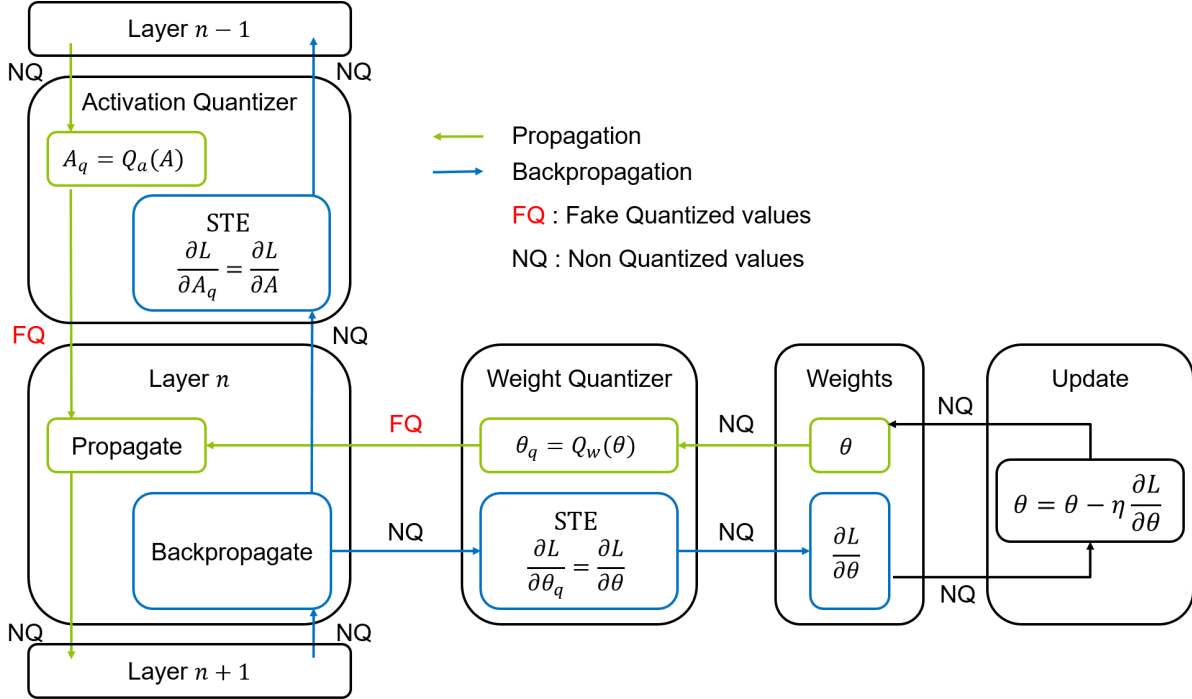 Layer n − 1
NQ
NQ
Activation Quantizer
A_q = Q_a(A)
STE
∂L/∂A_q = ∂L/∂A
Propagation
Backpropagation
FQ : Fake Quantized values
NQ : Non Quantized values
FQ
NQ
Layer n
Propagate
Backpropagate
FQ
NQ
Weight Quantizer
θ_q = Q_w(θ)
STE
∂L/∂θ_q = ∂L/∂θ
NQ
NQ
Weights
θ
∂L/∂θ
NQ
NQ
Update
θ = θ − η ∂L/∂θ
NQ
NQ
Layer n + 1